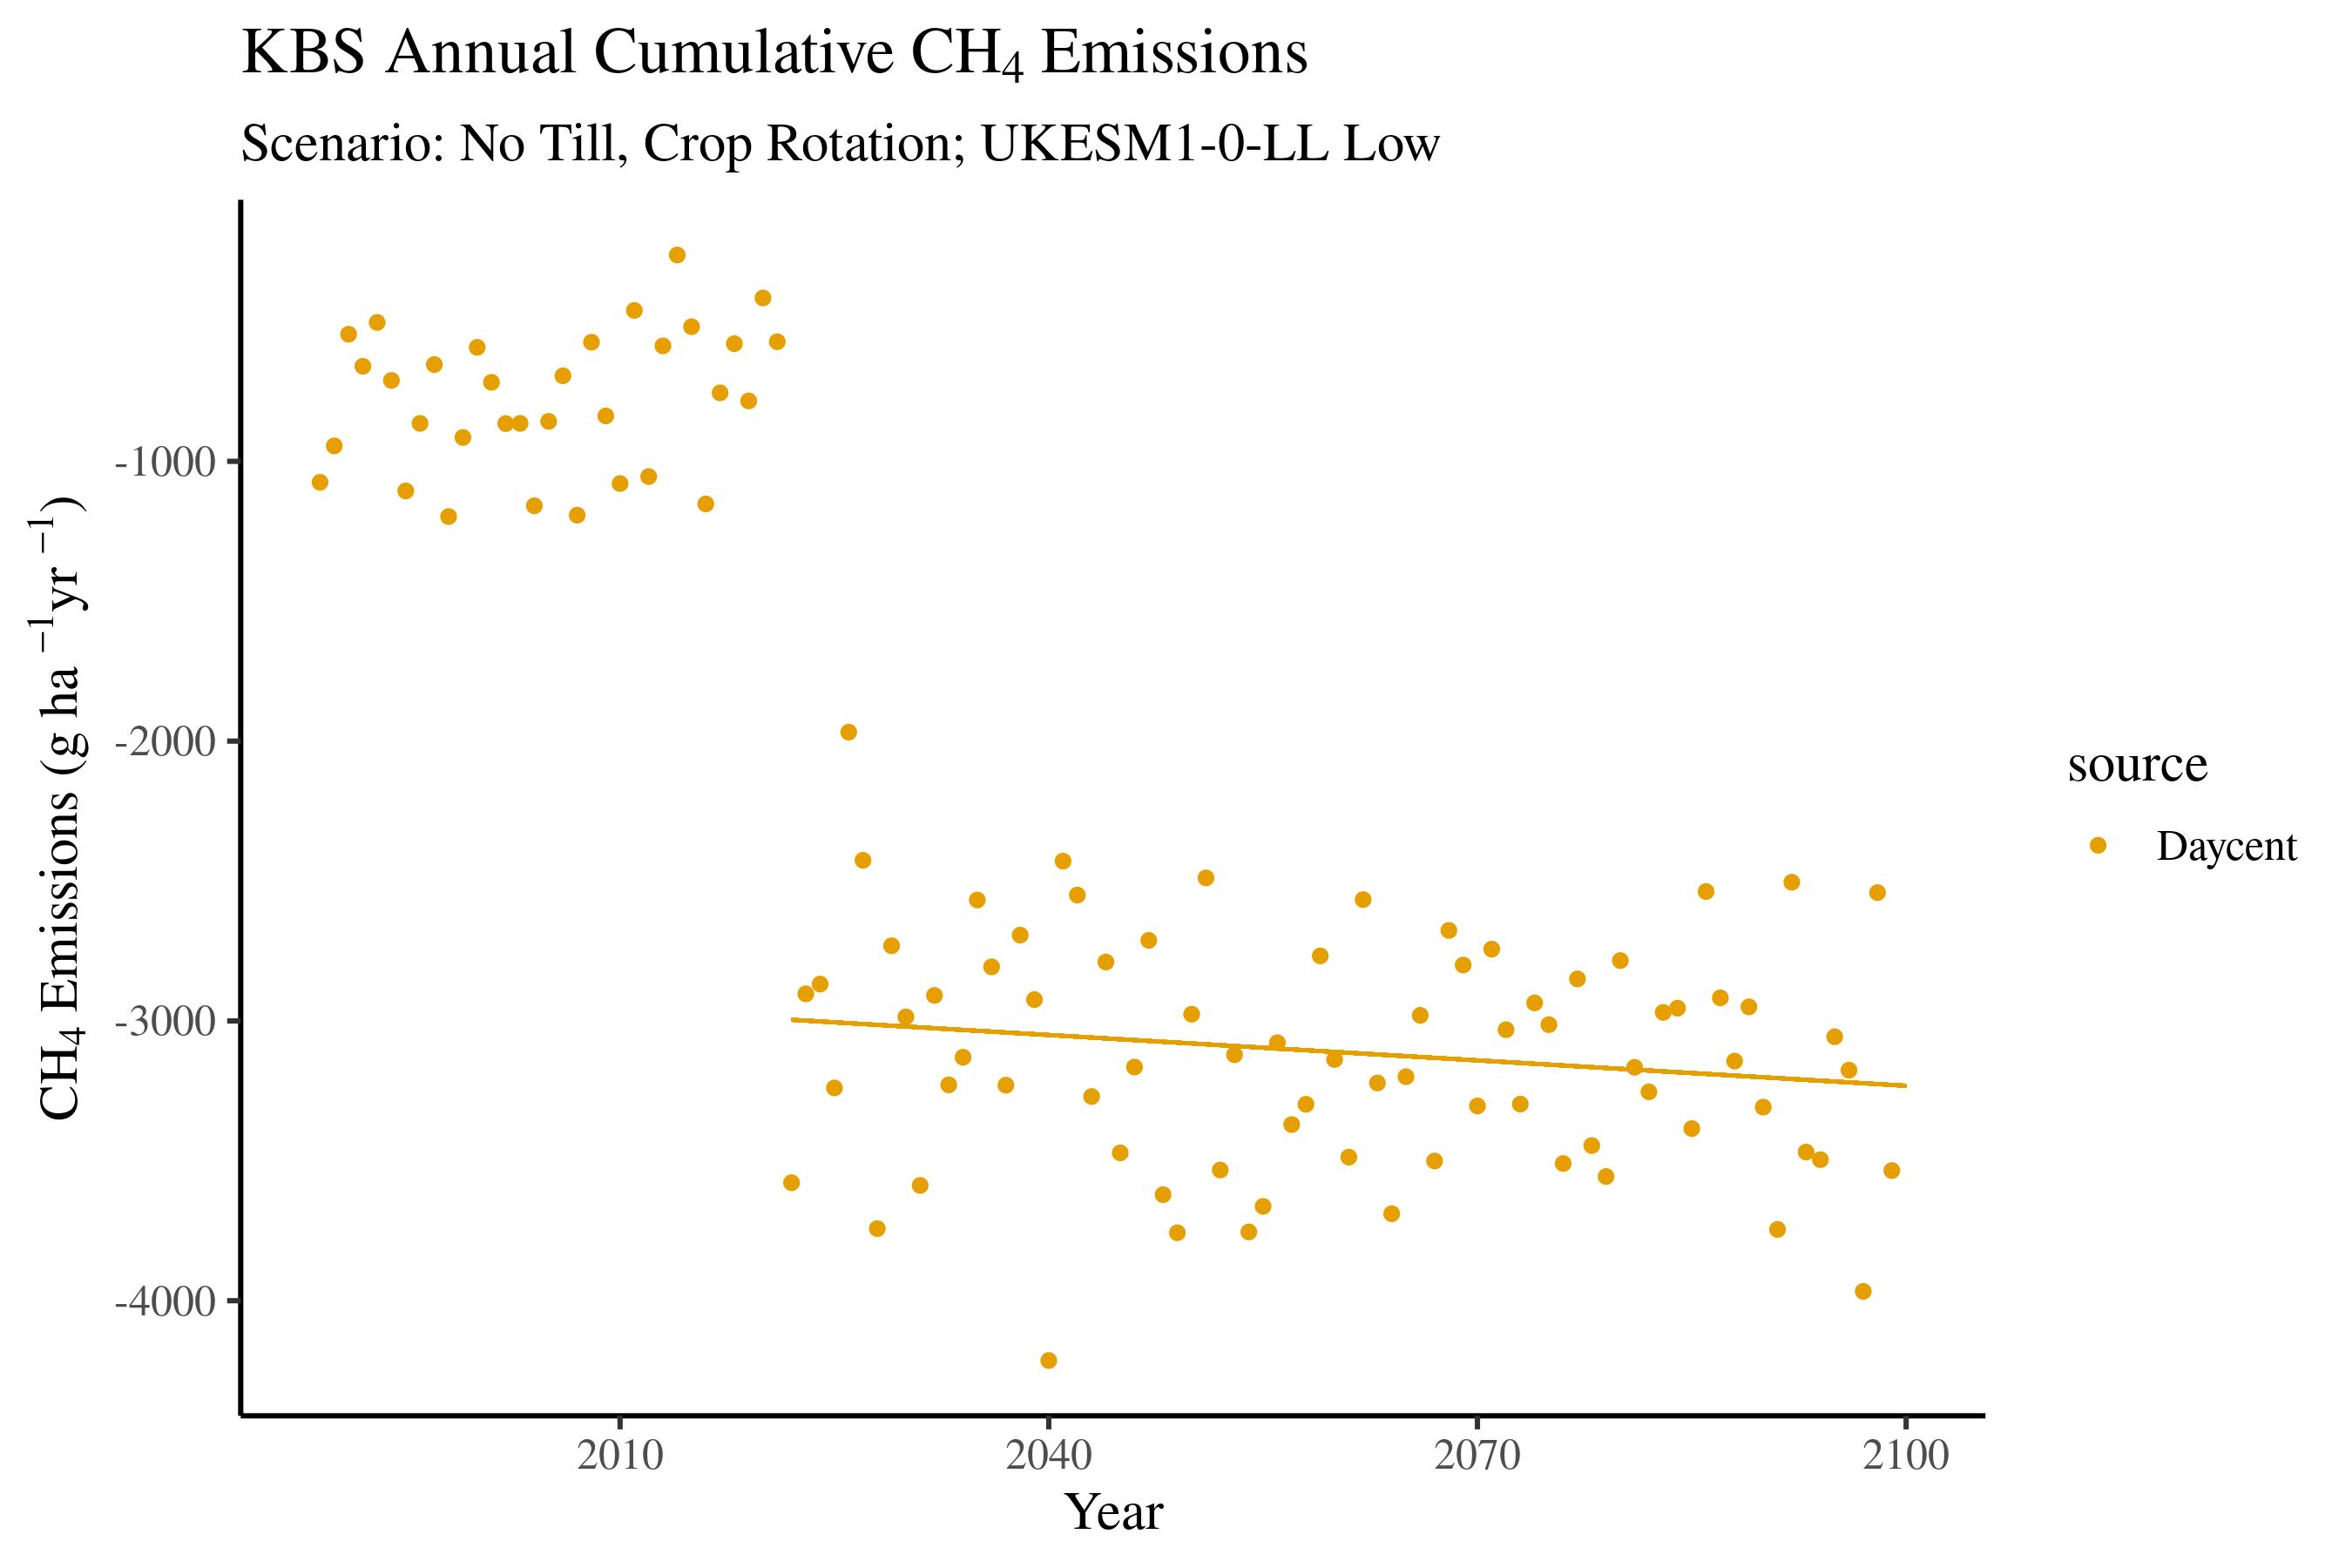 KBS Annual Cumulative CH₄ Emissions
Scenario: No Till, Crop Rotation; UKESM1-0-LL Low
CH₄ Emissions (g ha⁻¹yr⁻¹)
-1000
-2000
-3000
-4000
source
Daycent
2010 2040 2070 2100
Year